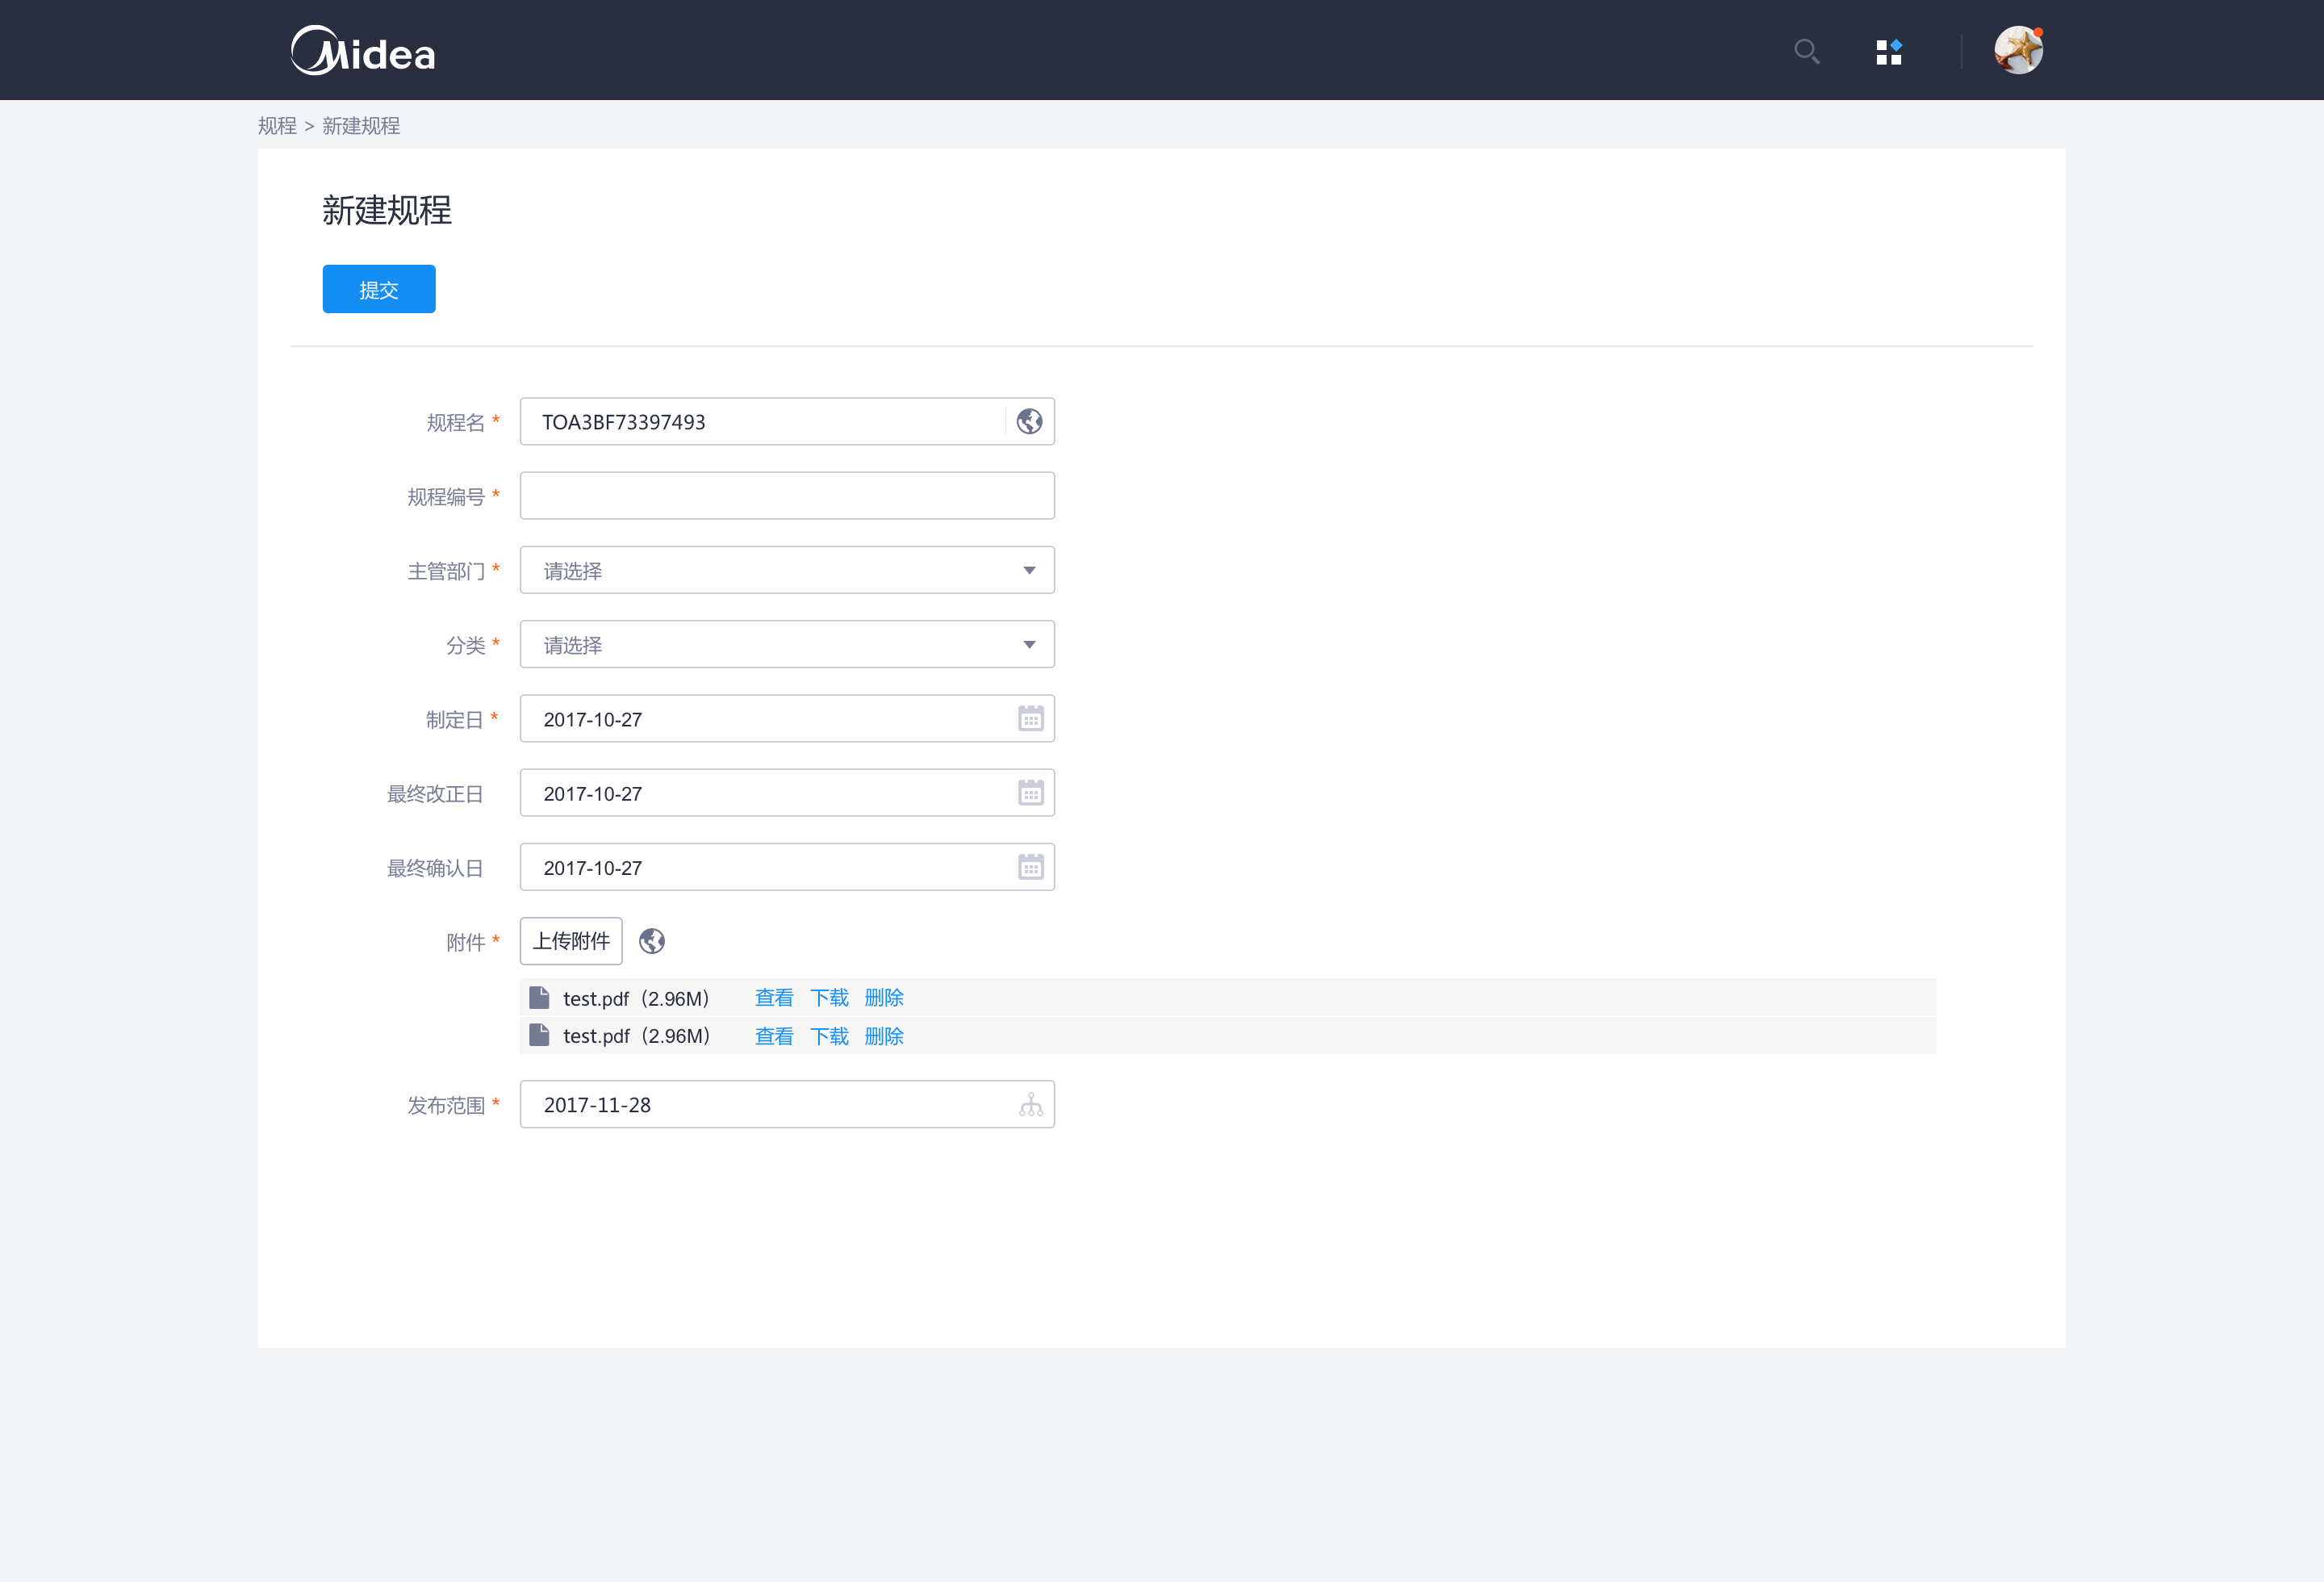 Midea
规程 > 新建规程
新建规程
提交
规程名 * TOA3BF73397493
规程编号 *
主管部门 * 请选择
分类 * 请选择
制定日 * 2017-10-27
最终改正日 2017-10-27
最终确认日 2017-10-27
附件 * 上传附件
test.pdf（2.96M） 查看 下载 删除
test.pdf（2.96M） 查看 下载 删除
发布范围 * 2017-11-28